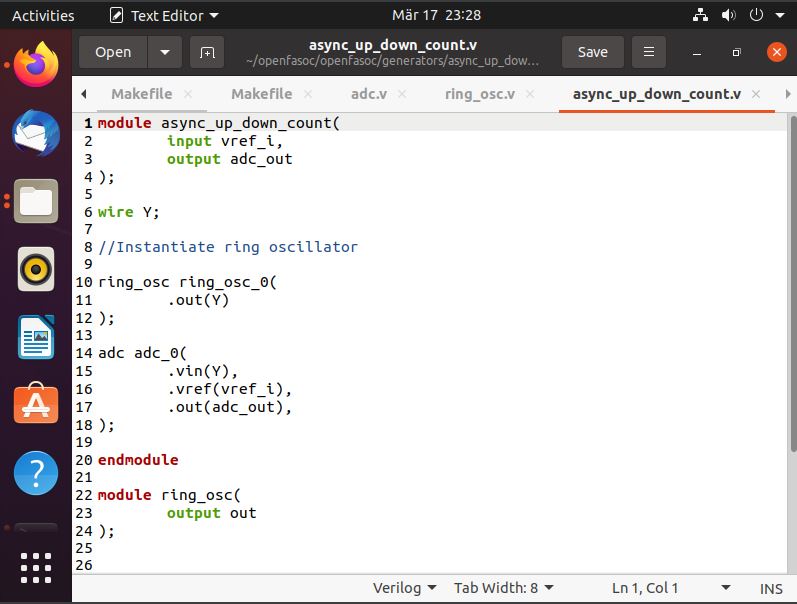 Activities
Text Editor
Mär 17 23:28
Open
async_up_down_count.v
~/openfasoc/openfasoc/generators/async_up_dow…
Save
Makefile
Makefile
adc.v
ring_osc.v
async_up_down_count.v
1 module async_up_down_count(
2 input vref_i,
3 output adc_out
4 );
5
6 wire Y;
7
8 //Instantiate ring oscillator
9
10 ring_osc ring_osc_0(
11 .out(Y)
12 );
13
14 adc adc_0(
15 .vin(Y),
16 .vref(vref_i),
17 .out(adc_out),
18 );
19
20 endmodule
21
22 module ring_osc(
23 output out
24 );
25
26
Verilog
Tab Width: 8
Ln 1, Col 1
INS